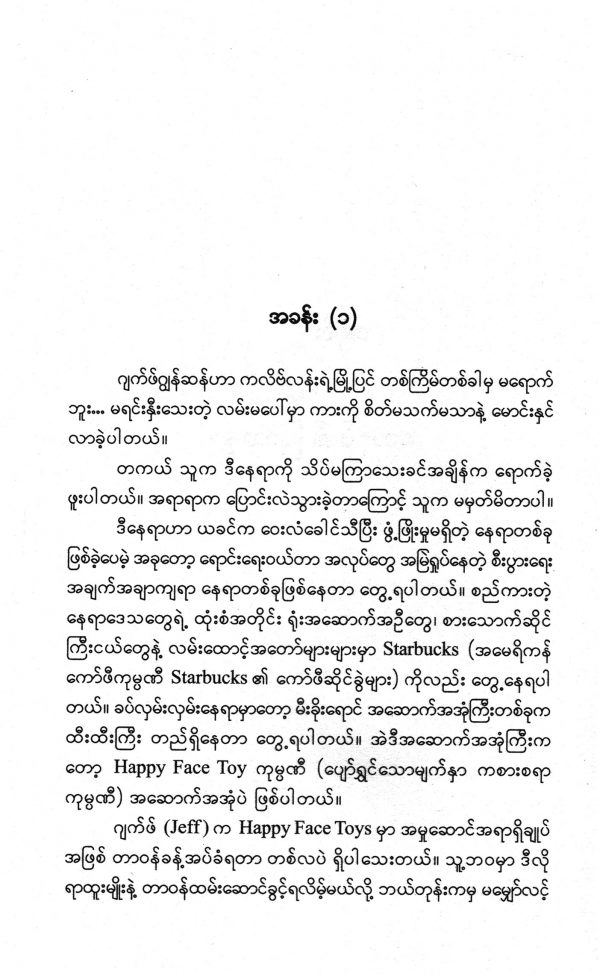 အခန်း (၁)
ဂျက်ဖ်ဂျွန်ဆန်ဟာ ကလိဗ်လန်းရဲ့မြို့ပြင် တစ်ကြိမ်တစ်ခါမှ မရောက်
ဘူး... မရင်းနှီးသေးတဲ့ လမ်းမပေါ်မှာ ကားကို စိတ်မသက်မသာနဲ့ မောင်းနှင်
လာခဲ့ပါတယ်။
တကယ် သူက ဒီနေရာကို သိပ်မကြာသေးခင်အချိန်က ရောက်ခဲ့
ဖူးပါတယ်။ အရာရာက ပြောင်းလဲသွားခဲ့တာကြောင့် သူက မမှတ်မိတာပါ။
ဒီနေရာဟာ ယခင်က ဝေးလံခေါင်သီပြီး ဖွံ့ဖြိုးမှုမရှိတဲ့ နေရာတစ်ခု
ဖြစ်ခဲ့ပေမဲ့ အခုတော့ ရောင်းရေးဝယ်တာ အလုပ်တွေ အမြဲရှုပ်နေတဲ့ စီးပွားရေး
အချက်အချာကျရာ နေရာတစ်ခုဖြစ်နေတာ တွေ့ရပါတယ်။ စည်ကားတဲ့
နေရာဒေသတွေရဲ့ ထုံးစံအတိုင်း ရုံးအဆောက်အဦတွေ၊ စားသောက်ဆိုင်
ကြီးငယ်တွေနဲ့ လမ်းထောင့်အတော်များများမှာ Starbucks (အမေရိကန်
ကော်ဖီကုမ္ပဏီ Starbucks ၏ ကော်ဖီဆိုင်ခွဲများ) ကိုလည်း တွေ့နေရပါ
တယ်။ ခပ်လှမ်းလှမ်းနေရာမှာတော့ မီးခိုးရောင် အဆောက်အအုံကြီးတစ်ခုက
ထီးထီးကြီး တည်ရှိနေတာ တွေ့ရပါတယ်။ အဲဒီအဆောက်အအုံကြီးက
တော့ Happy Face Toy ကုမ္ပဏီ (ပျော်ရွှင်သောမျက်နှာ ကစားစရာ
ကုမ္ပဏီ) အဆောက်အအုံပဲ ဖြစ်ပါတယ်။
ဂျက်ဖ် (Jeff) က Happy Face Toys မှာ အမှုဆောင်အရာရှိချုပ်
အဖြစ် တာဝန်ခန့်အပ်ခံရတာ တစ်လပဲ ရှိပါသေးတယ်။ သူ့ဘဝမှာ ဒီလို
ရာထူးမျိုးနဲ့ တာဝန်ထမ်းဆောင်ခွင့်ရလိမ့်မယ်လို့ ဘယ်တုန်းကမှ မမျှော်လင့်